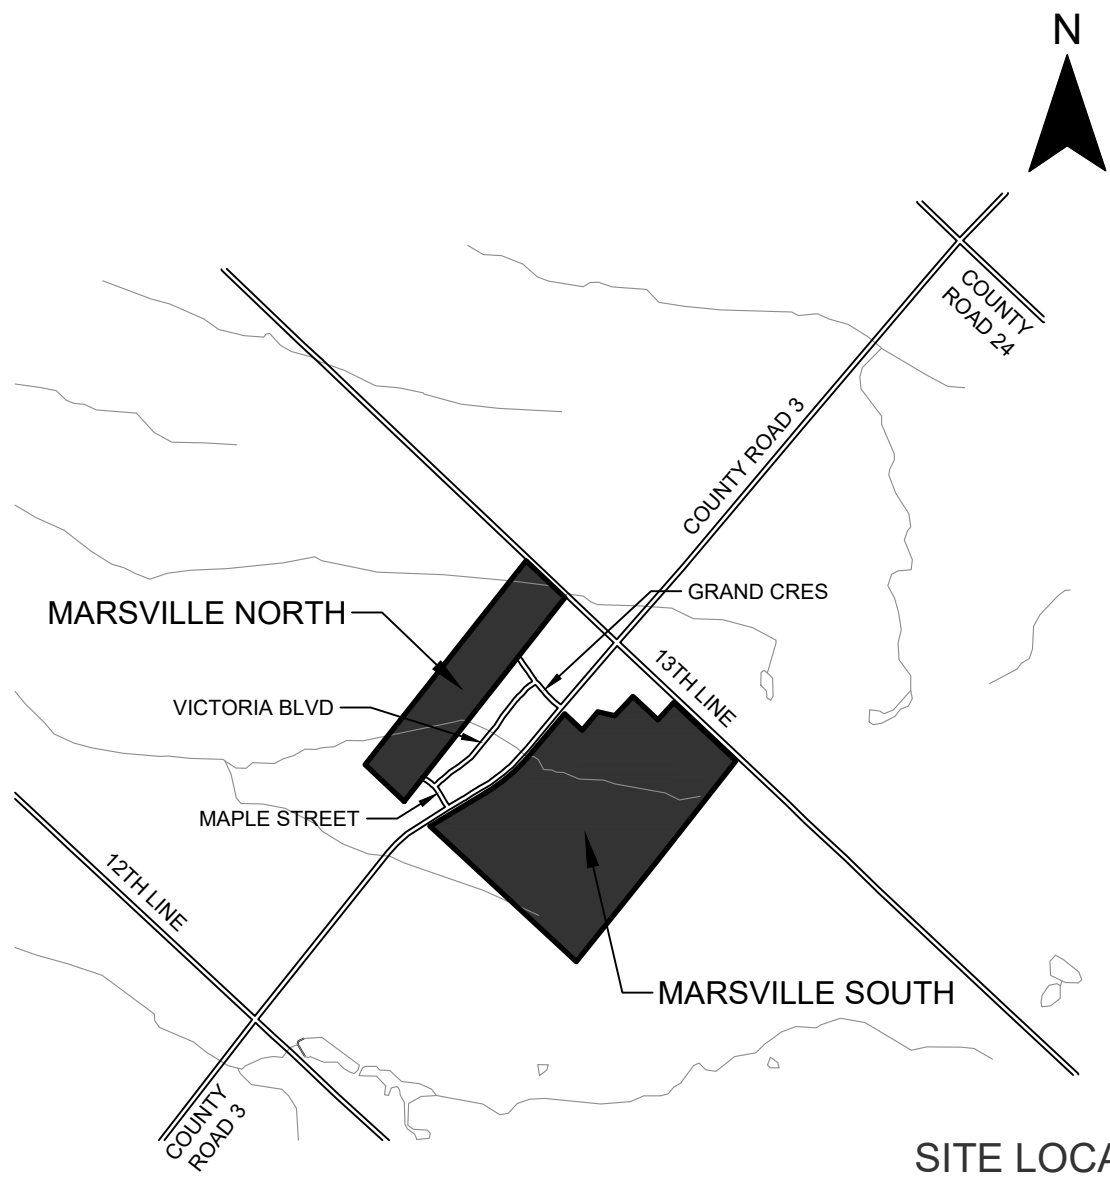 N
COUNTY
ROAD 24
COUNTY ROAD 3
GRAND CRES
MARSVILLE NORTH
13TH LINE
VICTORIA BLVD
MAPLE STREET
12TH LINE
MARSVILLE SOUTH
COUNTY
ROAD 3
SITE LOCA